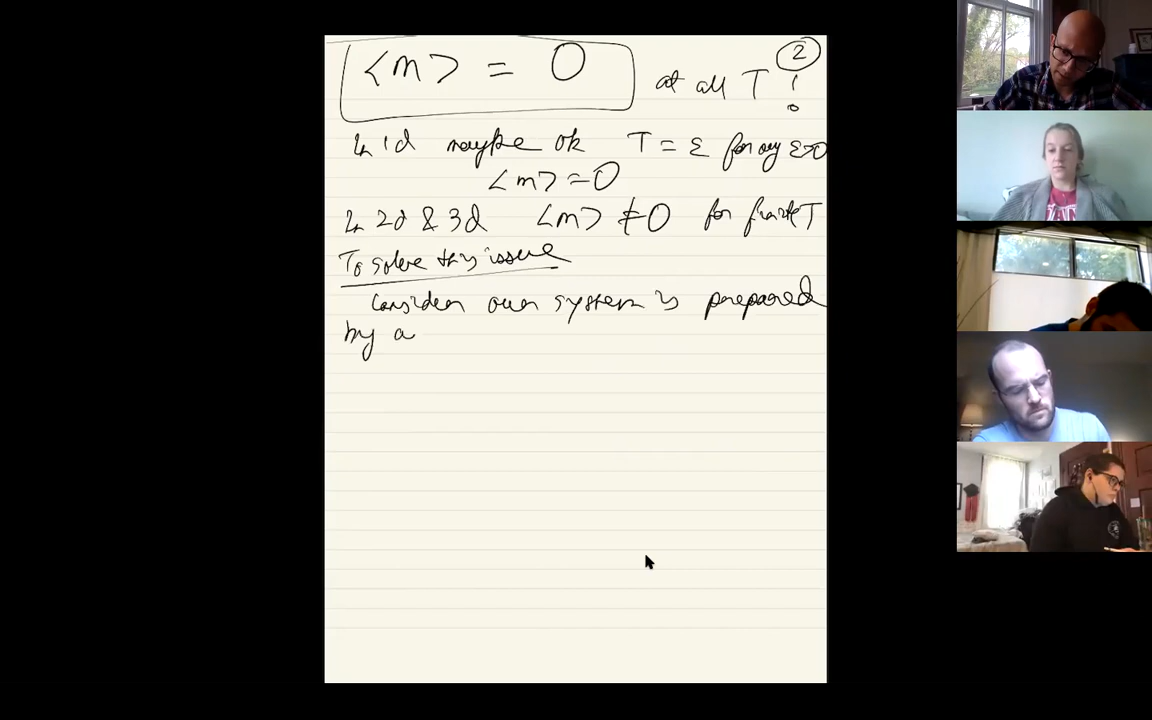 2
<m> = 0 at all T !
In 1d maybe ok T = ε for any ε>0
<m> = 0
In 2d & 3d <m> ≠ 0 for finite T
To solve this issue
Consider our system is prepared
by a